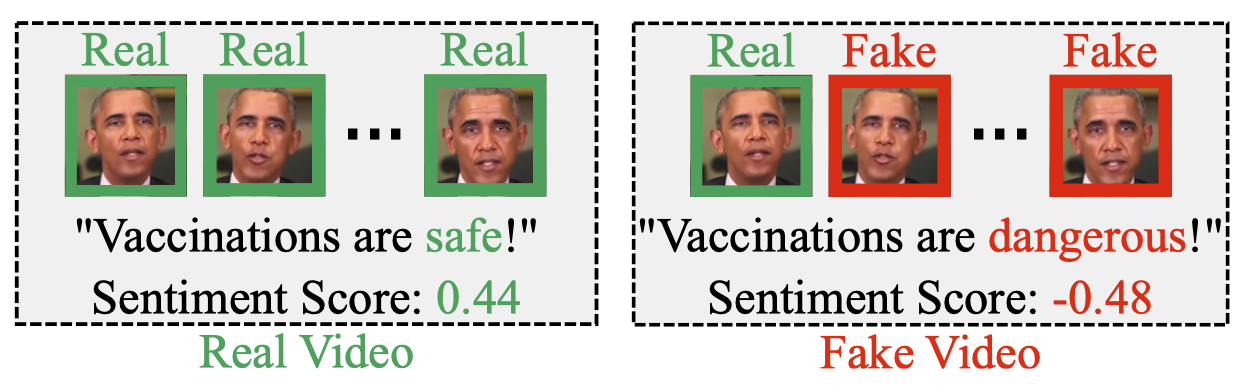 Real Real Real
"Vaccinations are safe!"
Sentiment Score: 0.44
Real Video
Real Fake Fake
"Vaccinations are dangerous!"
Sentiment Score: -0.48
Fake Video